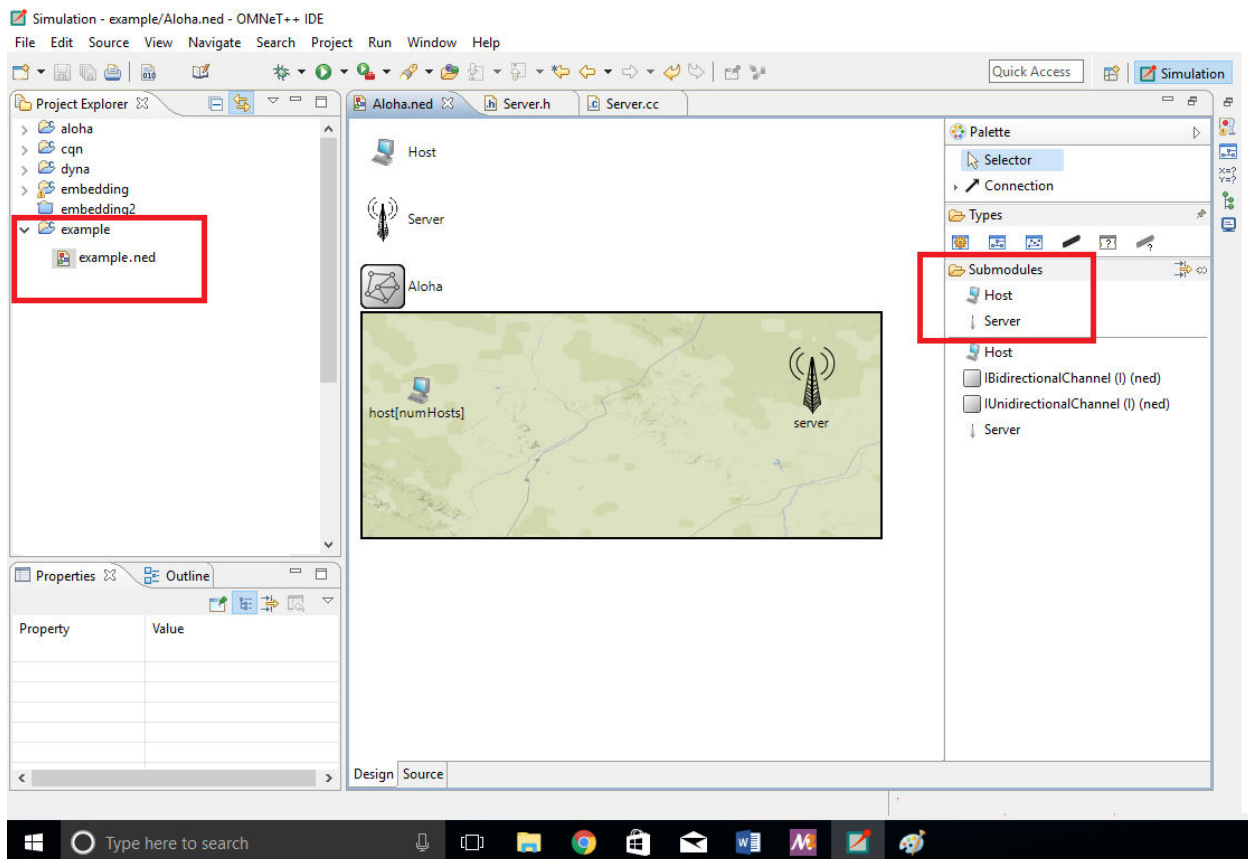 Simulation - example/Aloha.ned - OMNeT++ IDE
File Edit Source View Navigate Search Project Run Window Help
010
Quick Access
Simulation
Project Explorer
aloha
cqn
dyna
embedding
embedding2
example
example.ned
Aloha.ned
.h Server.h
.c Server.cc
Host
Server
Aloha
host[numHosts]
server
Palette
Selector
Connection
Types
Submodules
Host
Server
Host
IBidirectionalChannel (I) (ned)
IUnidirectionalChannel (I) (ned)
Server
X=?
Y=?
Properties
Outline
Property Value
Design Source
Type here to search